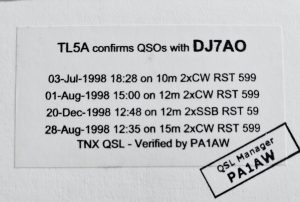 TL5A confirms QSOs with DJ7AO
03-Jul-1998 18:28 on 10m 2xCW RST 599
01-Aug-1998 15:00 on 12m 2xCW RST 599
20-Dec-1998 12:48 on 12m 2xSSB RST 59
28-Aug-1998 12:35 on 15m 2xCW RST 599
TNX QSL - Verified by PA1AW
QSL Manager
PA1AW